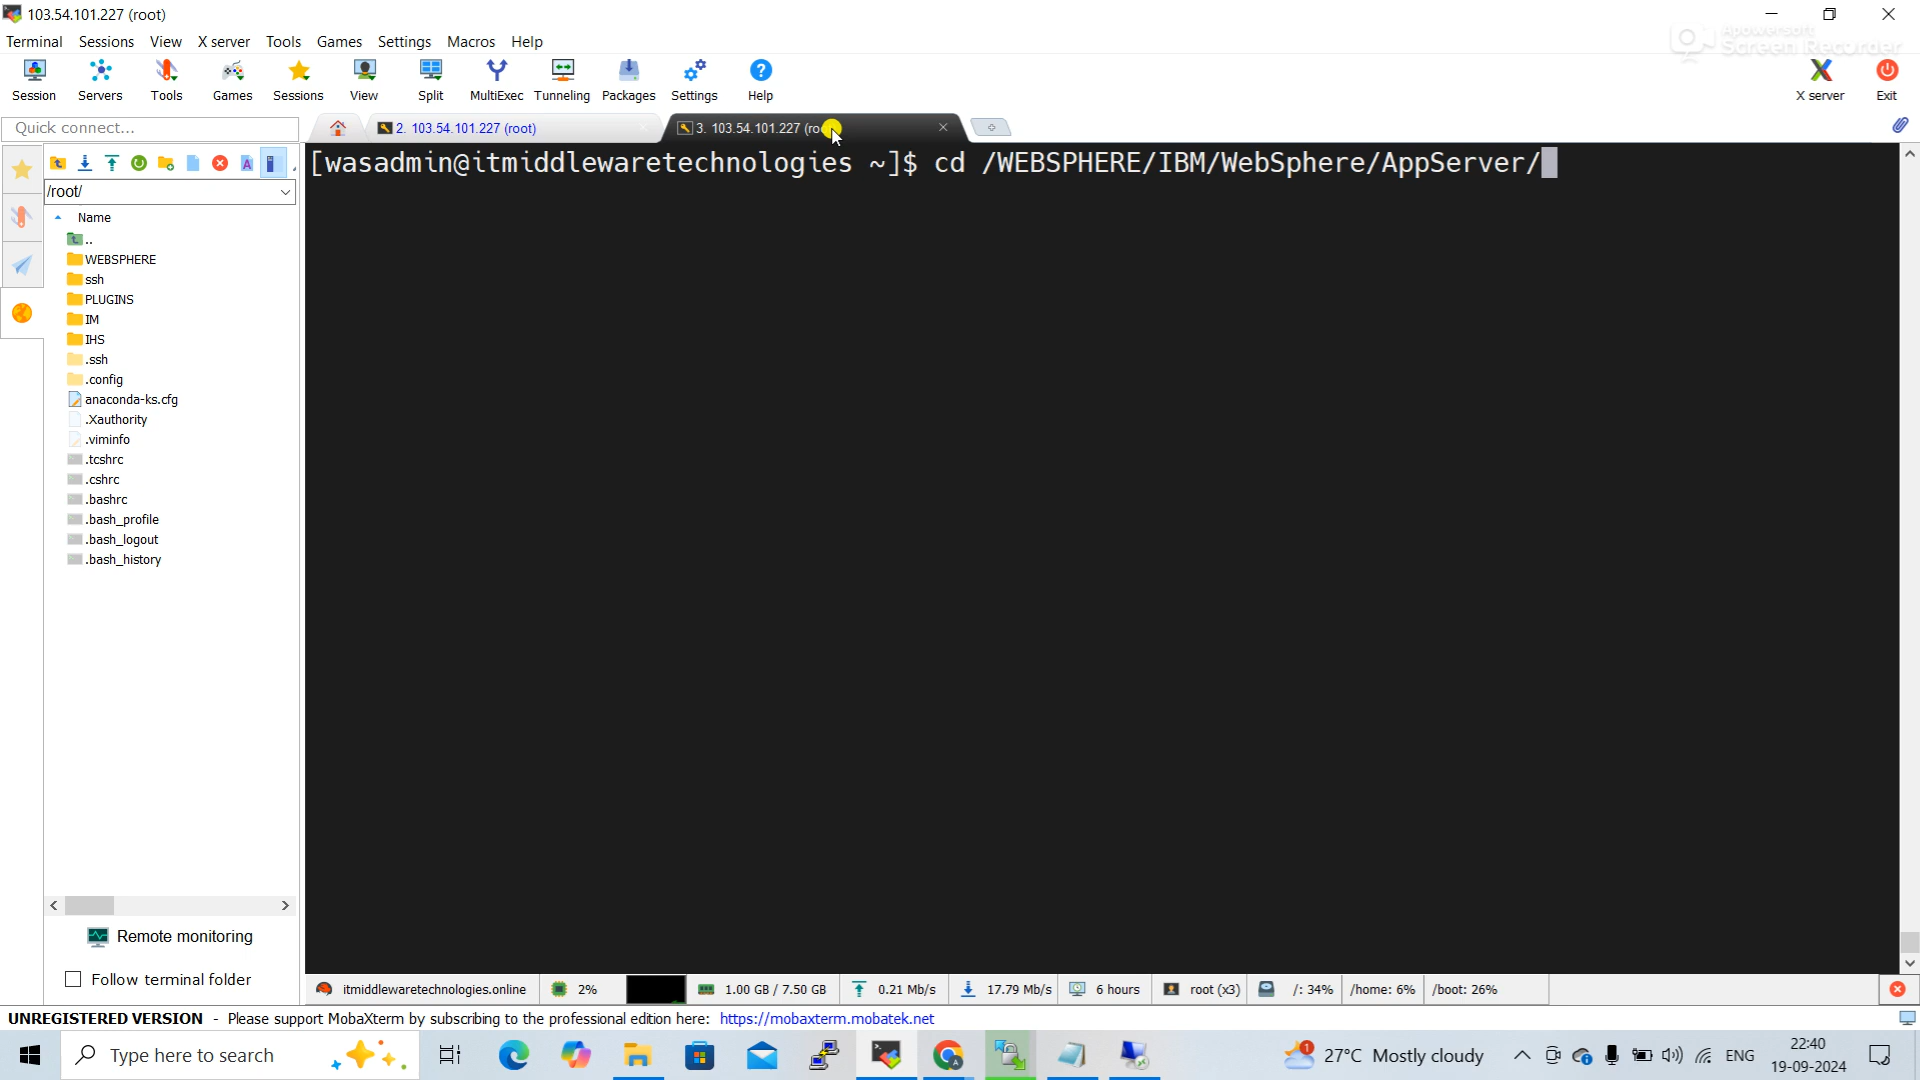 103.54.101.227 (root)
Terminal Sessions View X server Tools Games Settings Macros Help
Apowersoft
Screen Recorder
Session Servers Tools Games Sessions View Split MultiExec Tunneling Packages Settings Help X server Exit
Quick connect...
2. 103.54.101.227 (root)
3. 103.54.101.227 (ro
[wasadmin@itmiddlewaretechnologies ~]$ cd /WEBSPHERE/IBM/WebSphere/AppServer/
/root/
Name
..
WEBSPHERE
ssh
PLUGINS
IM
IHS
.ssh
.config
anaconda-ks.cfg
.Xauthority
.viminfo
.tcshrc
.cshrc
.bashrc
.bash_profile
.bash_logout
.bash_history
Remote monitoring
Follow terminal folder
itmiddlewaretechnologies.online 2% 1.00 GB / 7.50 GB 0.21 Mb/s 17.79 Mb/s 6 hours root (x3) /: 34% /home: 6% /boot: 26%
UNREGISTERED VERSION - Please support MobaXterm by subscribing to the professional edition here: https://mobaxterm.mobatek.net
Type here to search
1
27°C Mostly cloudy
ENG
22:40
19-09-2024